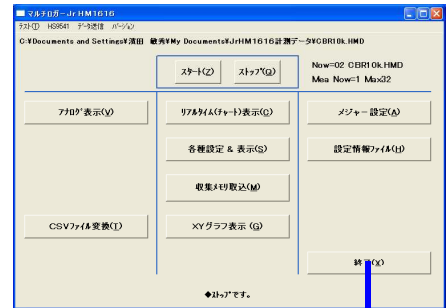 マルチロガーJr HM1616
テスト(T) HS9641 データ送信 バージョン
C:¥Documents and Settings¥濱田 敏秀¥My Documents¥JrHM1616計測データ¥CBR10k.HMD
スタート(Z) ストップ(Q)
Now=02 CBR10k.HMD
Mea Now=1 Max32
アナログ表示(V) リアルタイム(チャート)表示(C) メジャー設定(A)
各種設定 & 表示(S) 設定情報ファイル(H)
収集メモリ取込(M)
CSVファイル変換(T) XYグラフ表示 (G)
終了(X)
◆ストップです。